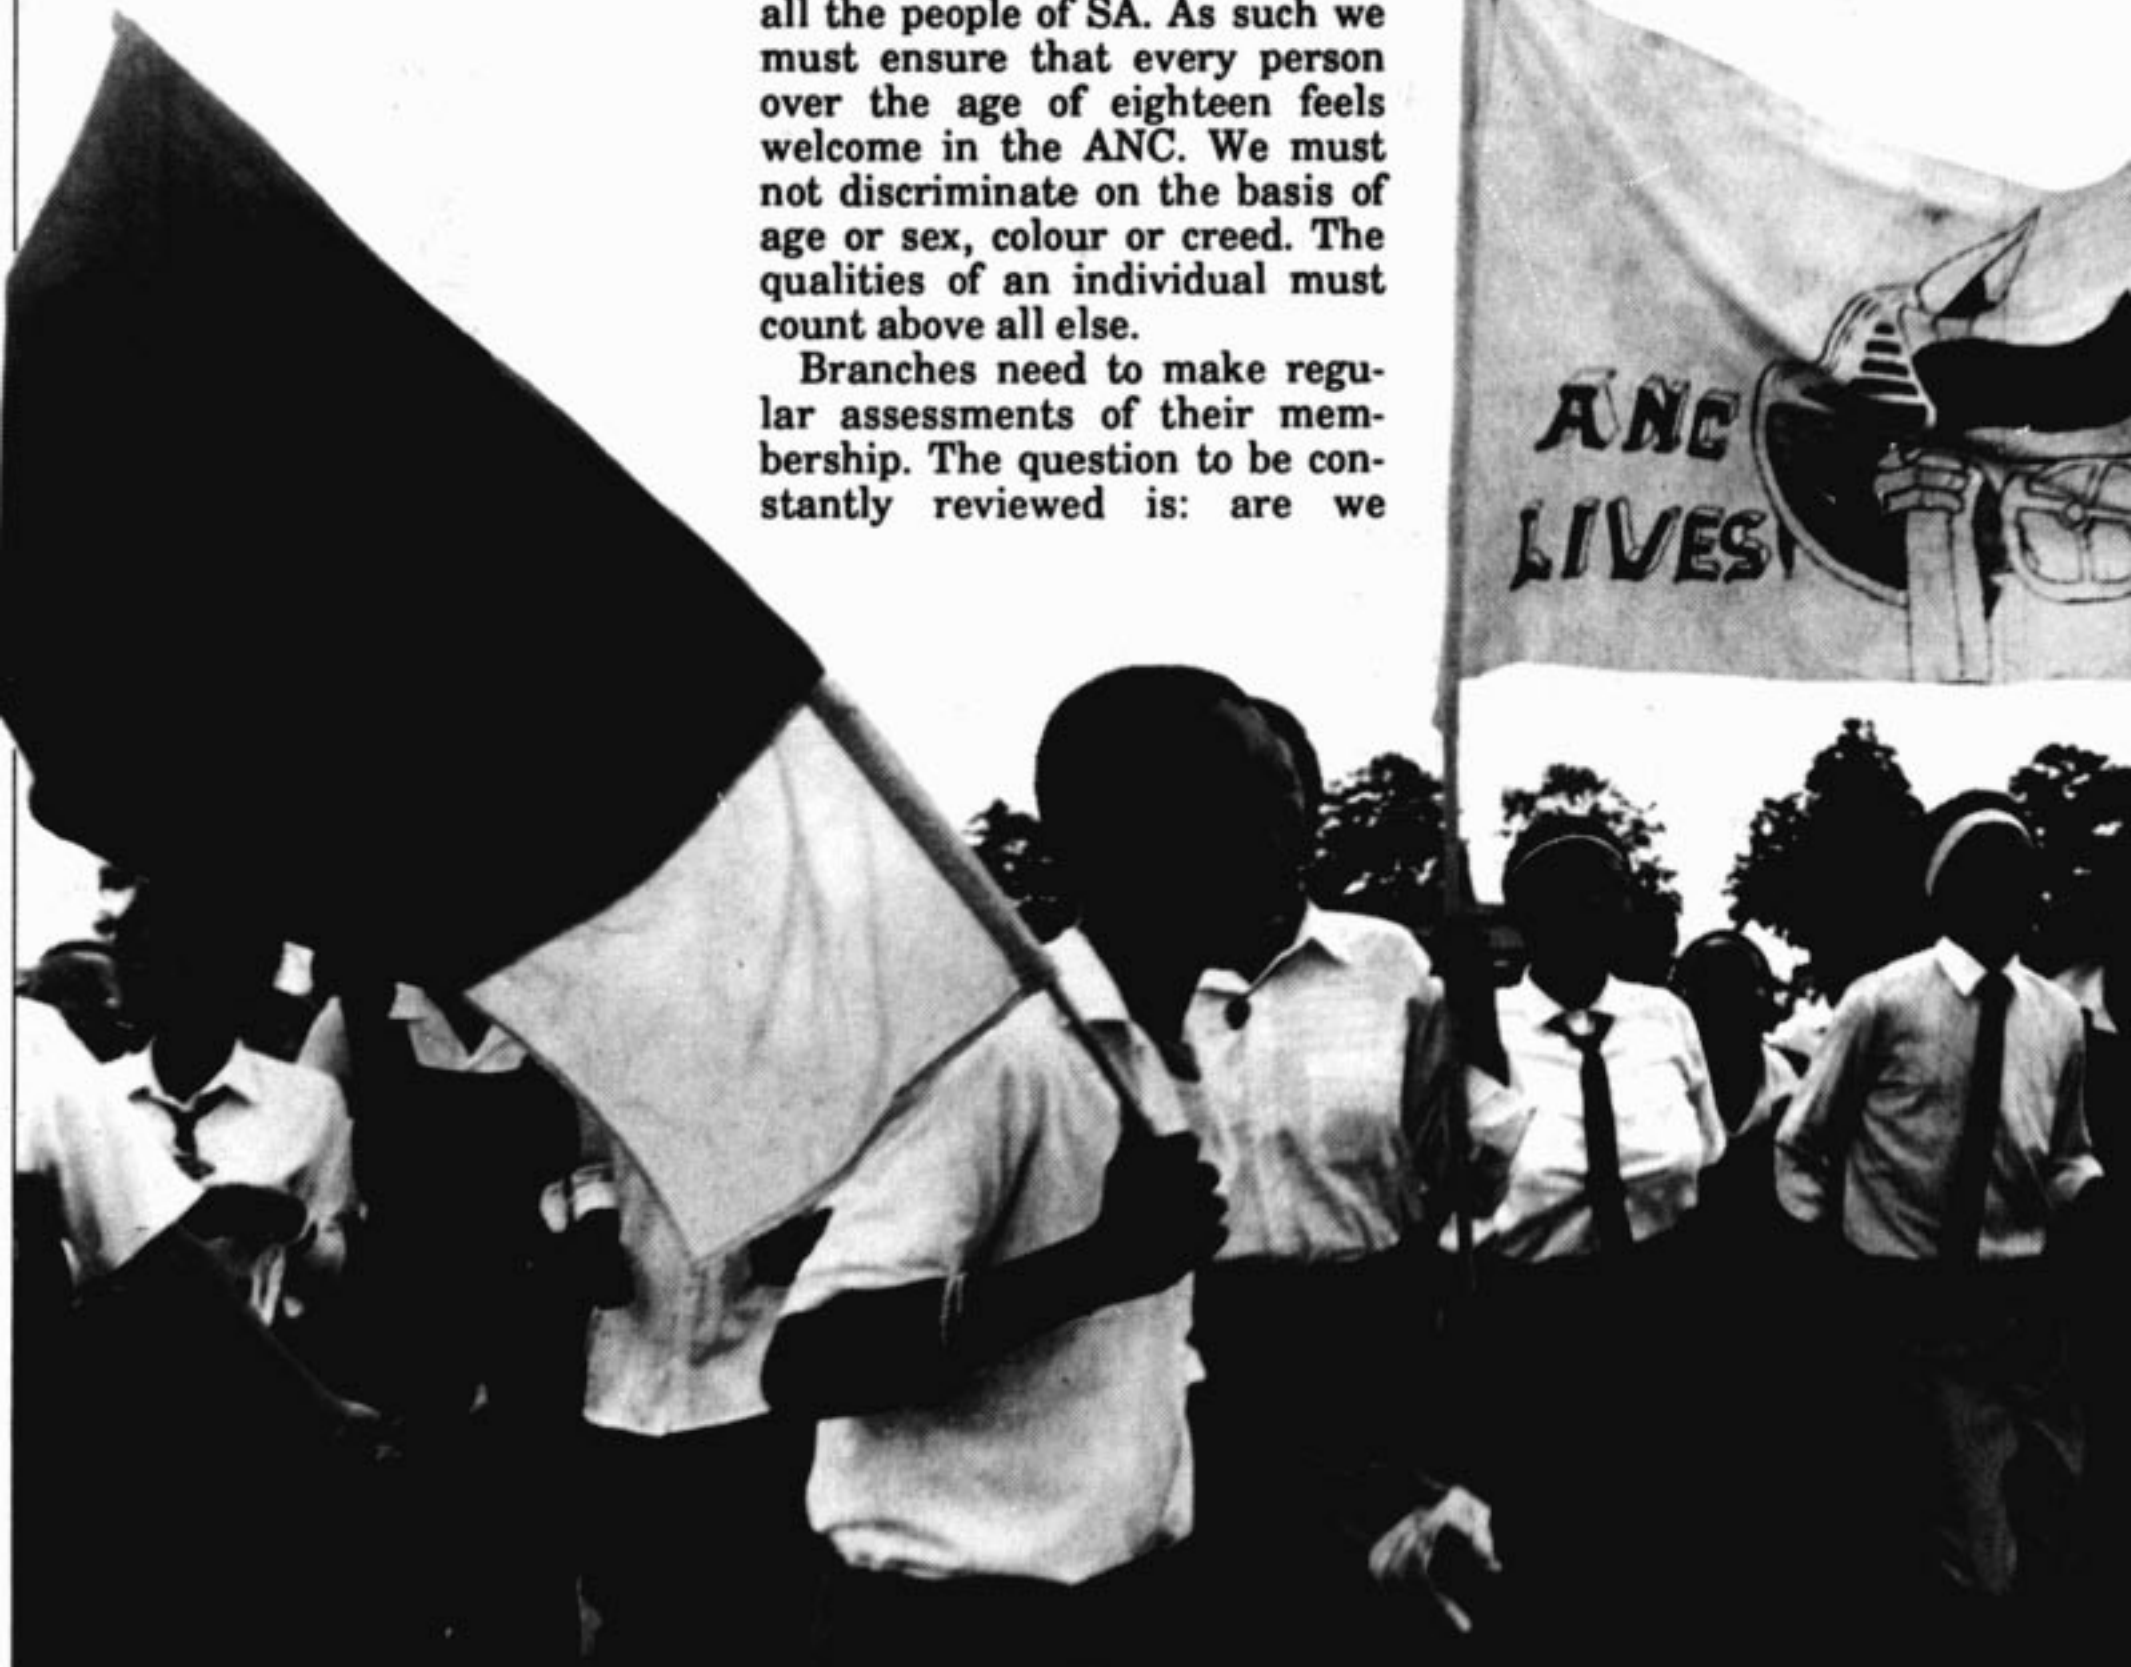 all the people of SA. As such we
must ensure that every person
over the age of eighteen feels
welcome in the ANC. We must
not discriminate on the basis of
age or sex, colour or creed. The
qualities of an individual must
count above all else.
Branches need to make regu-
lar assessments of their mem-
bership. The question to be con-
stantly reviewed is: are we
ANC
LIVES